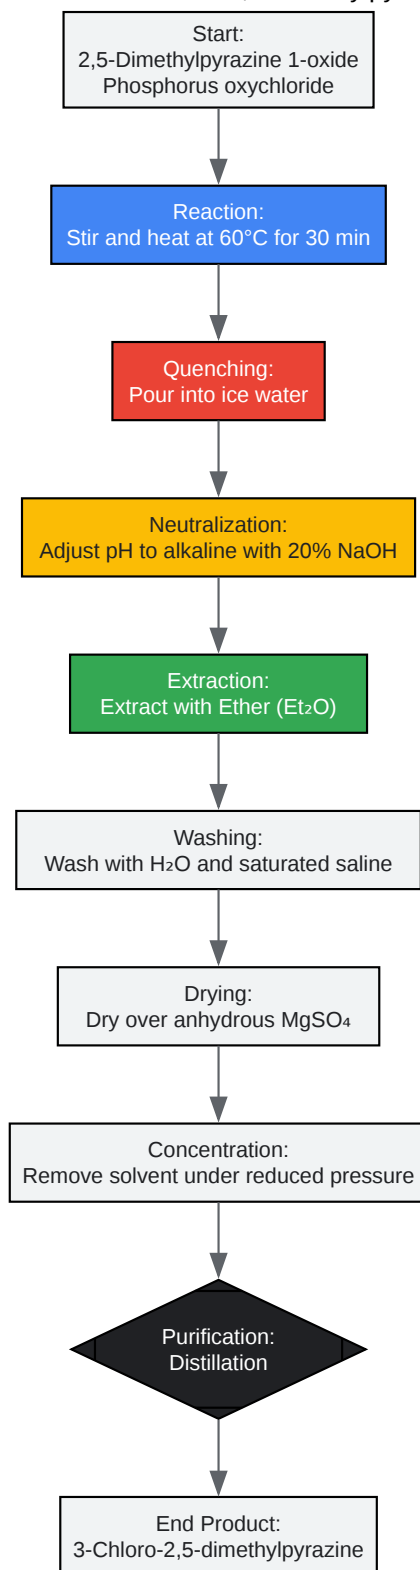 Start:
2,5-Dimethylpyrazine 1-oxide
Phosphorus oxychloride
Reaction:
Stir and heat at 60°C for 30 min
Quenching:
Pour into ice water
Neutralization:
Adjust pH to alkaline with 20% NaOH
Extraction:
Extract with Ether (Et₂O)
Washing:
Wash with H₂O and saturated saline
Drying:
Dry over anhydrous MgSO₄
Concentration:
Remove solvent under reduced pressure
Purification:
Distillation
End Product:
3-Chloro-2,5-dimethylpyrazine